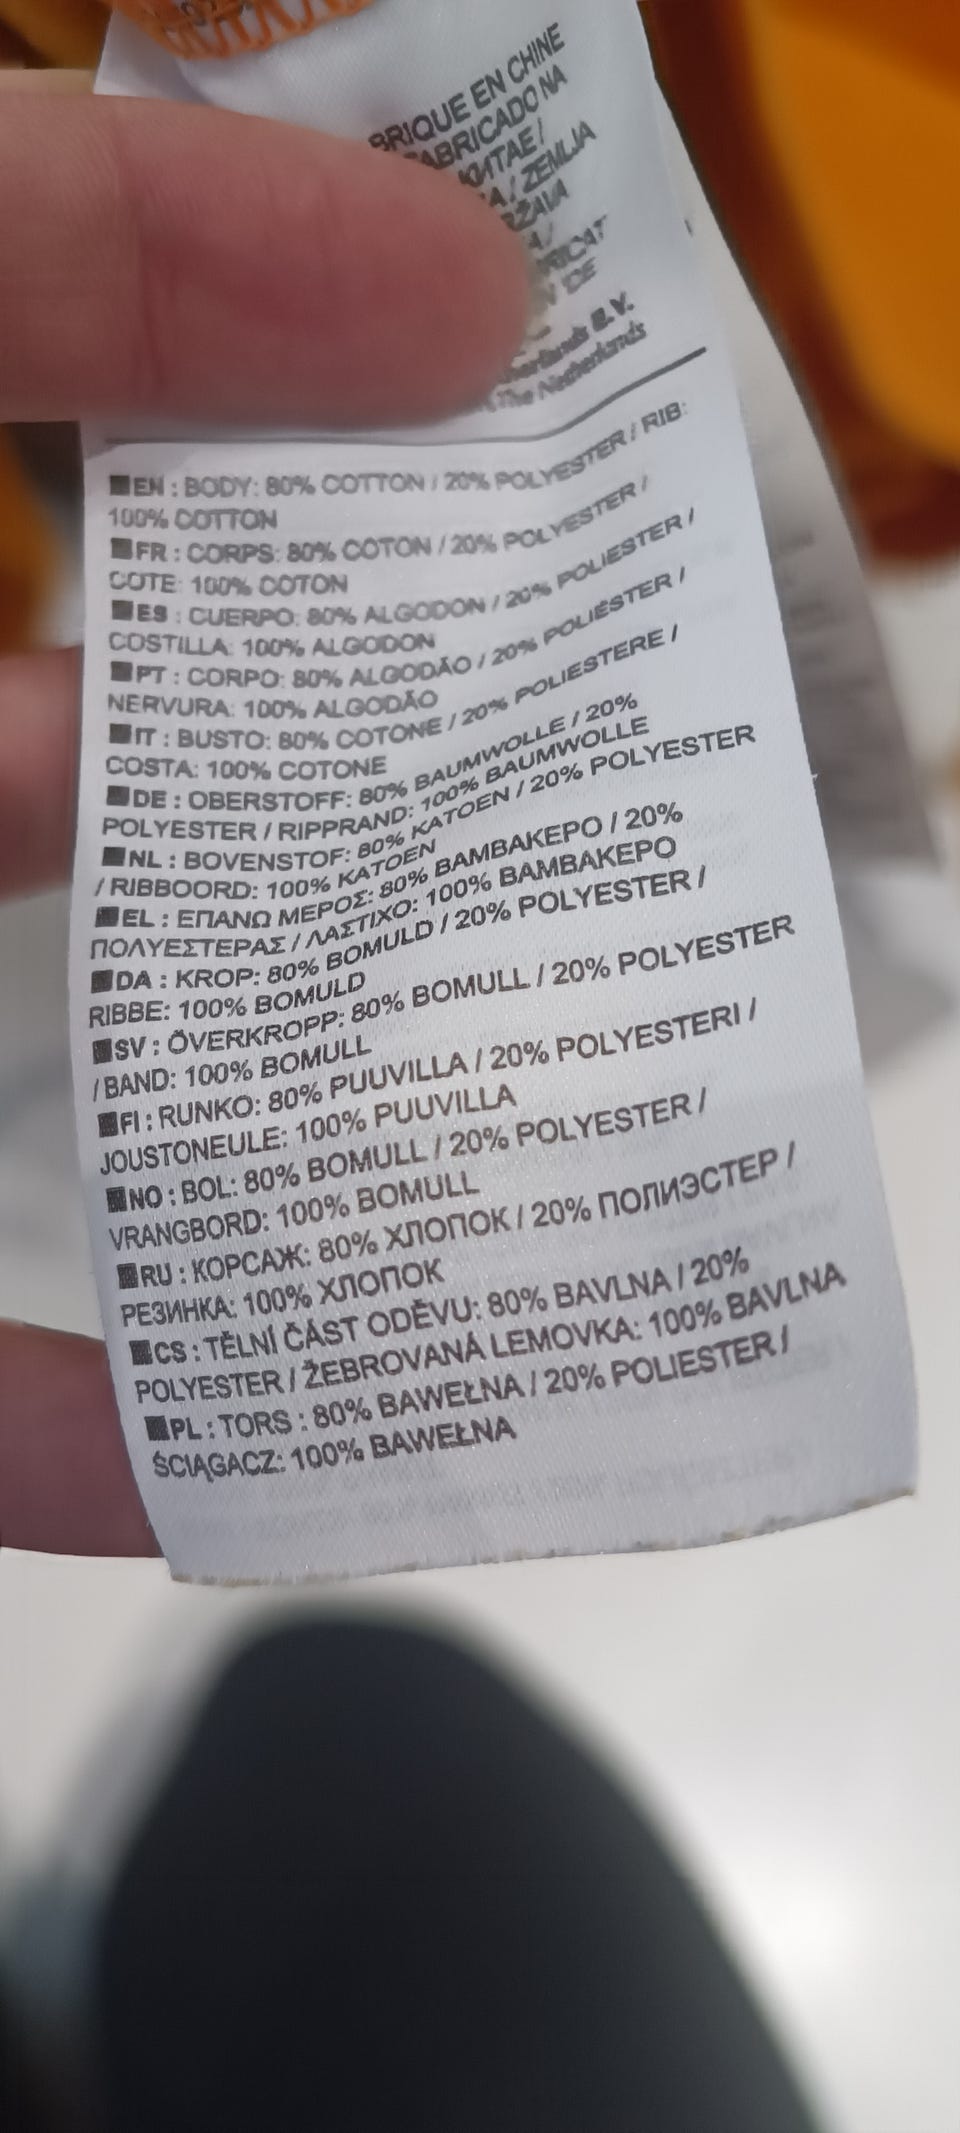 BRIQUE EN CHINE
FABRICADO NA
КИТАЕ/
A / ZEMLJA
RŽAVA
A/
RICAT
The Netherlands
■EN : BODY: 80% COTTON / 20% POLYESTER / RIB:
100% COTTON
■FR : CORPS: 80% COTON / 20% POLYESTER /
COTE: 100% COTON
■ES : CUERPO: 80% ALGODON / 20% POLIESTER /
COSTILLA: 100% ALGODON
■PT : CORPO: 80% ALGODÃO / 20% POLIÉSTER /
NERVURA: 100% ALGODÃO
■IT : BUSTO: 80% COTONE / 20% POLIESTERE /
COSTA: 100% COTONE
■DE : OBERSTOFF: 80% BAUMWOLLE / 20%
POLYESTER / RIPPRAND: 100% BAUMWOLLE
■NL : BOVENSTOF: 80% KATOEN / 20% POLYESTER
/ RIBBOORD: 100% KATOEN
■EL : ΕΠΑΝΩ ΜΕΡΟΣ: 80% ΒΑΜΒΑΚΕΡΟ / 20%
ΠΟΛΥΕΣΤΕΡΑΣ / ΛΑΣΤΙΧΟ: 100% ΒΑΜΒΑΚΕΡΟ
■DA : KROP: 80% BOMULD / 20% POLYESTER /
RIBBE: 100% BOMULD
■SV : ÖVERKROPP: 80% BOMULL / 20% POLYESTER
/ BAND: 100% BOMULL
■FI : RUNKO: 80% PUUVILLA / 20% POLYESTERI /
JOUSTONEULE: 100% PUUVILLA
■NO : BOL: 80% BOMULL / 20% POLYESTER /
VRANGBORD: 100% BOMULL
■RU : КОРСАЖ: 80% ХЛОПОК / 20% ПОЛИЭСТЕР /
РЕЗИНКА: 100% ХЛОПОК
■CS : TĚLNÍ ČÁST ODĚVU: 80% BAVLNA / 20%
POLYESTER / ŽEBROVANÁ LEMOVKA: 100% BAVLNA
■PL : TORS : 80% BAWEŁNA / 20% POLIESTER /
ŚCIĄGACZ: 100% BAWEŁNA